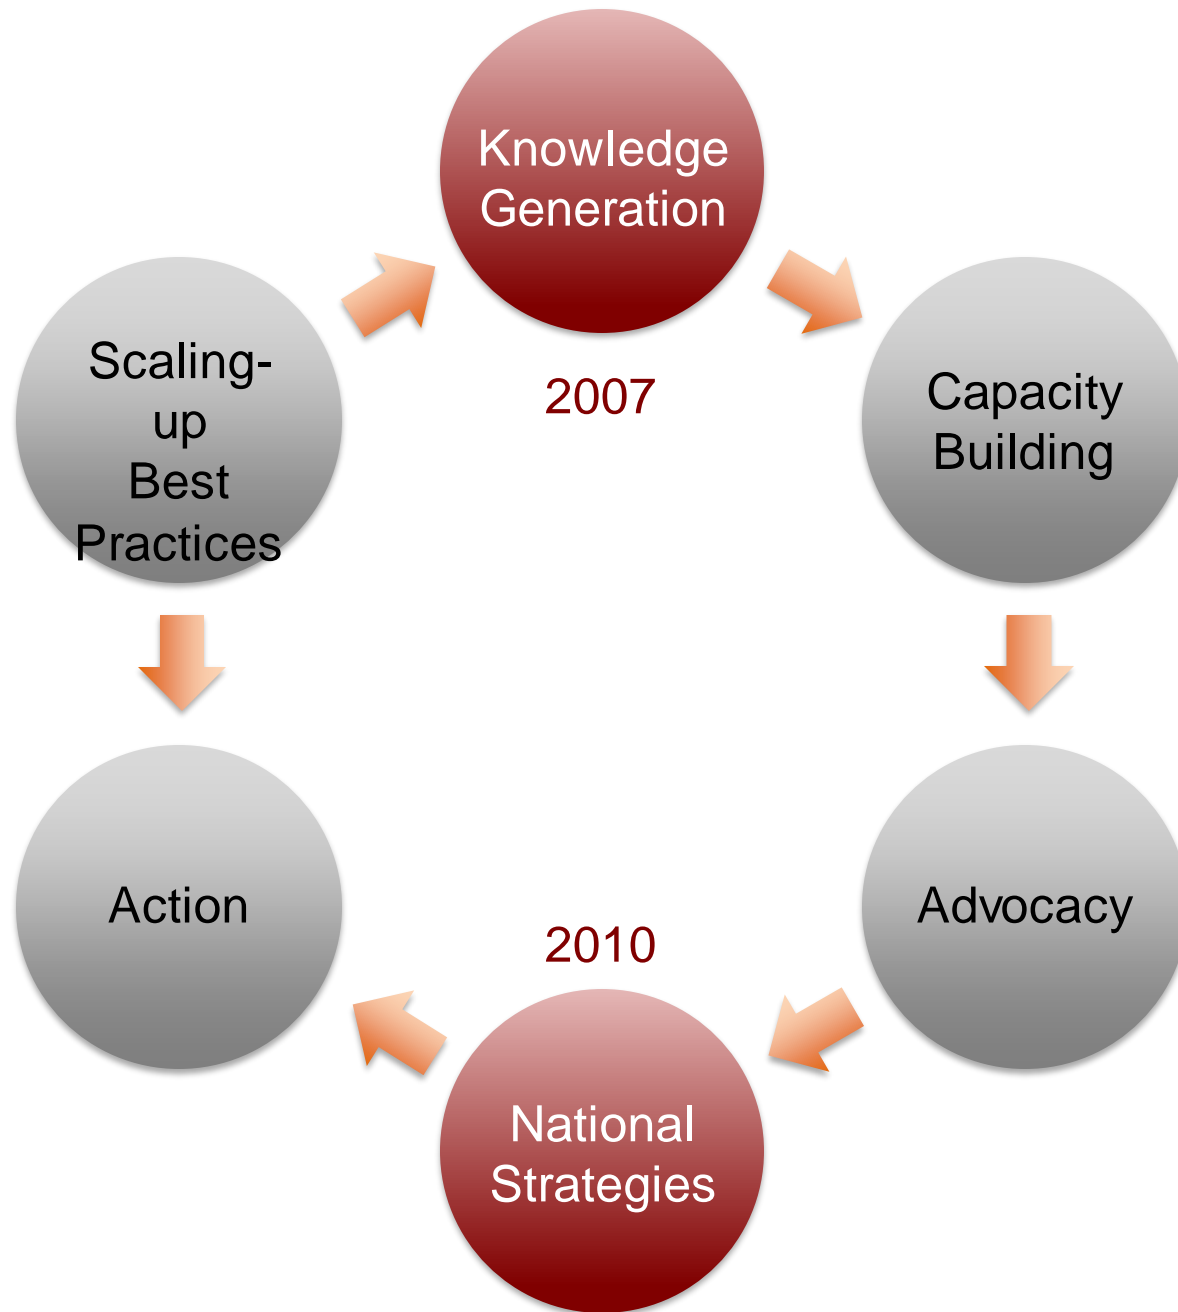 Knowledge
Generation
2007
Capacity
Building
Advocacy
2010
National
Strategies
Action
Scaling-
up
Best
Practices